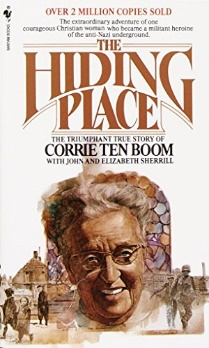 OVER 2 MILLION COPIES SOLD
The extraordinary adventure of one
courageous Christian woman who became a militant heroine
of the anti-Nazi underground.
THE
HIDING
PLACE
THE TRIUMPHANT TRUE STORY OF
CORRIE TEN BOOM
WITH JOHN AND ELIZABETH SHERRILL